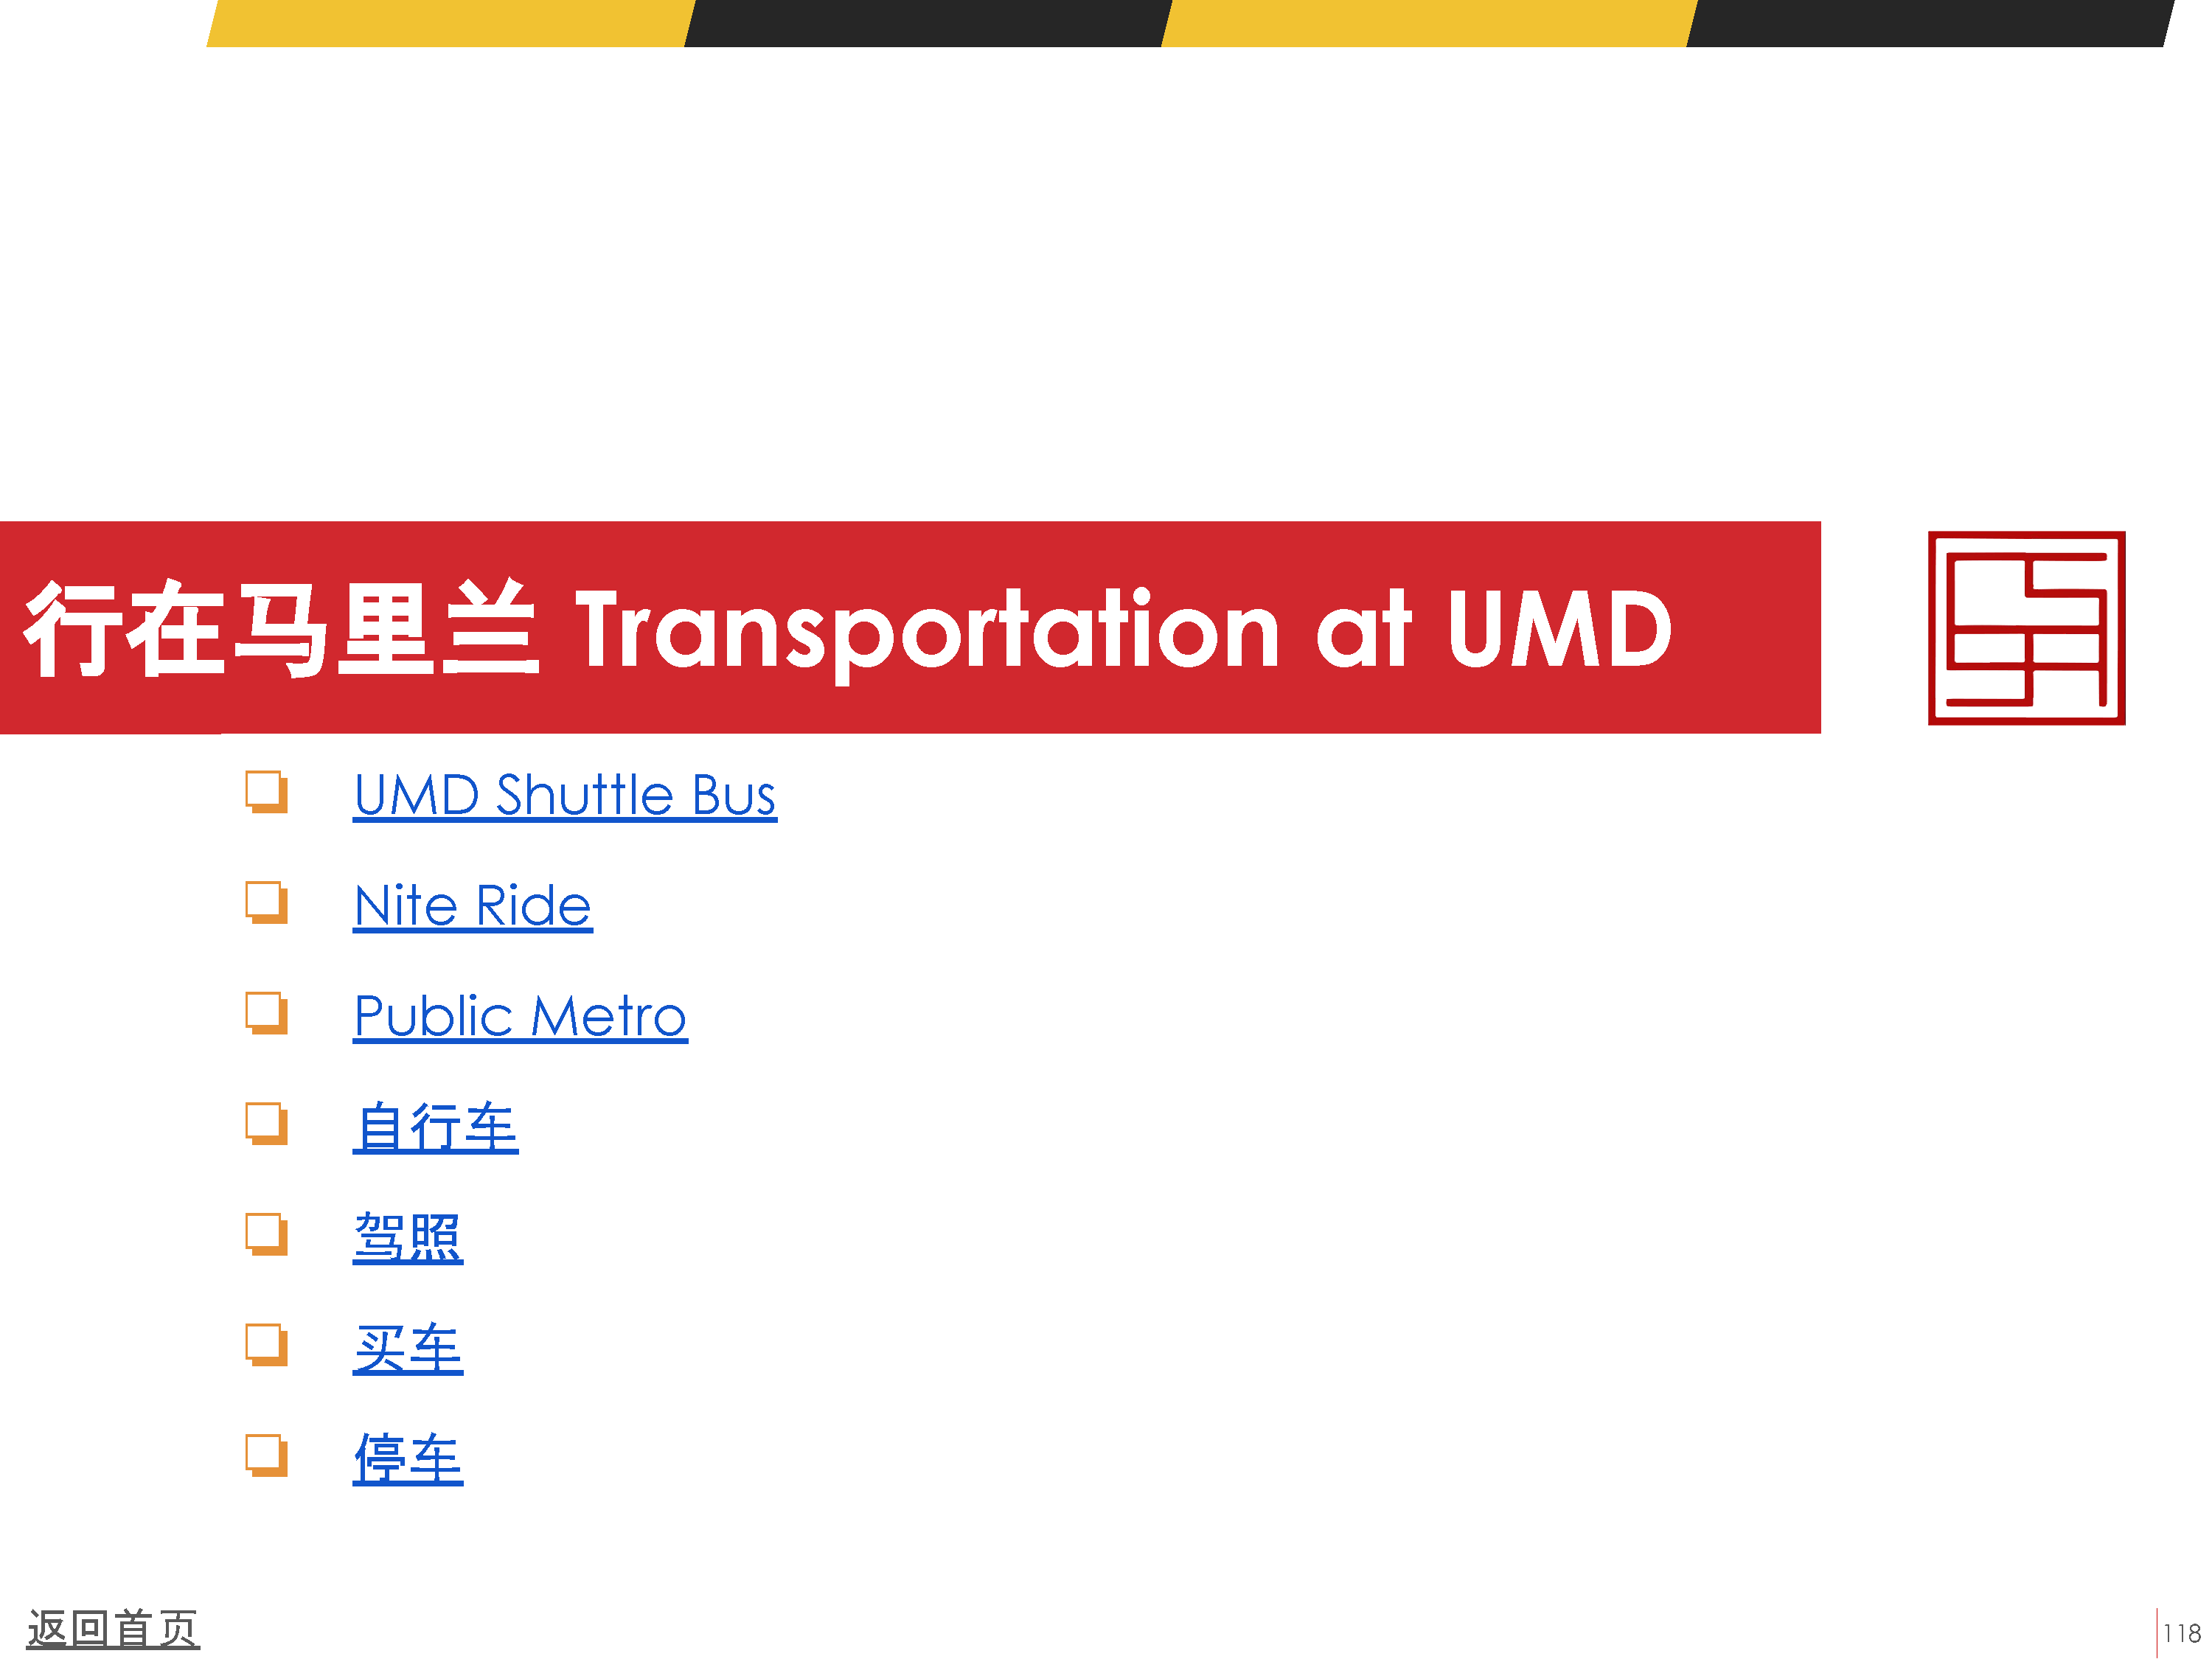 行在马里兰 Transportation at UMD
UMD Shuttle Bus
Nite Ride
Public Metro
自行车
驾照
买车
停车
返回首页
118